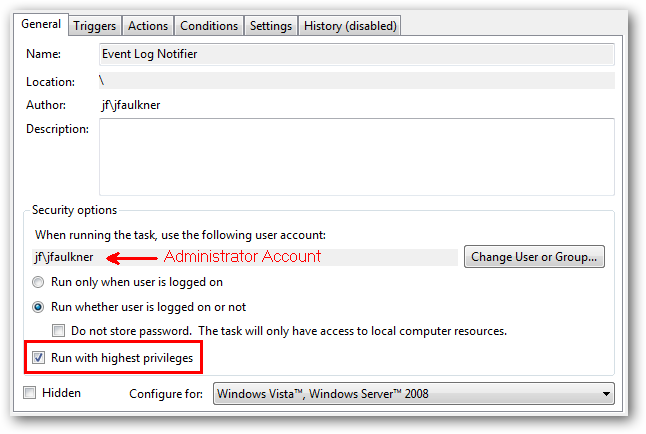 General Triggers Actions Conditions Settings History (disabled)
Name: Event Log Notifier
Location: \
Author: jf\jfaulkner
Description:
Security options
When running the task, use the following user account:
jf\jfaulkner Administrator Account Change User or Group...
Run only when user is logged on
Run whether user is logged on or not
Do not store password. The task will only have access to local computer resources.
Run with highest privileges
Hidden Configure for: Windows Vista™, Windows Server™ 2008